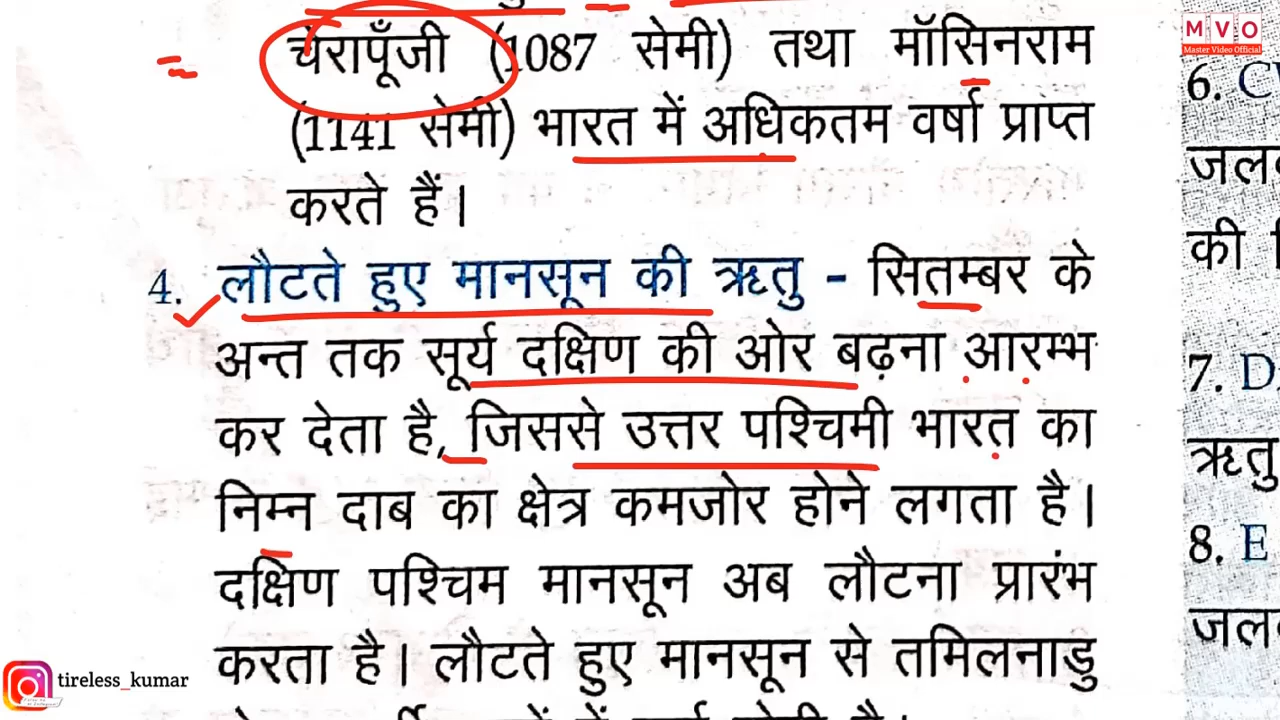 चेरापूँजी (1087 सेमी) तथा मॉसिनराम
(1141 सेमी) भारत में अधिकतम वर्षा प्राप्त
करते हैं।
4. लौटते हुए मानसून की ऋतु - सितम्बर के
अन्त तक सूर्य दक्षिण की ओर बढ़ना आरम्भ
कर देता है, जिससे उत्तर पश्चिमी भारत का
निम्न दाब का क्षेत्र कमजोर होने लगता है।
दक्षिण पश्चिम मानसून अब लौटना प्रारंभ
करता है। लौटते हुए मानसून से तमिलनाडु
MVO
Master Video Official
6.
की
7. D
ऋतु
8. E
tireless_kumar